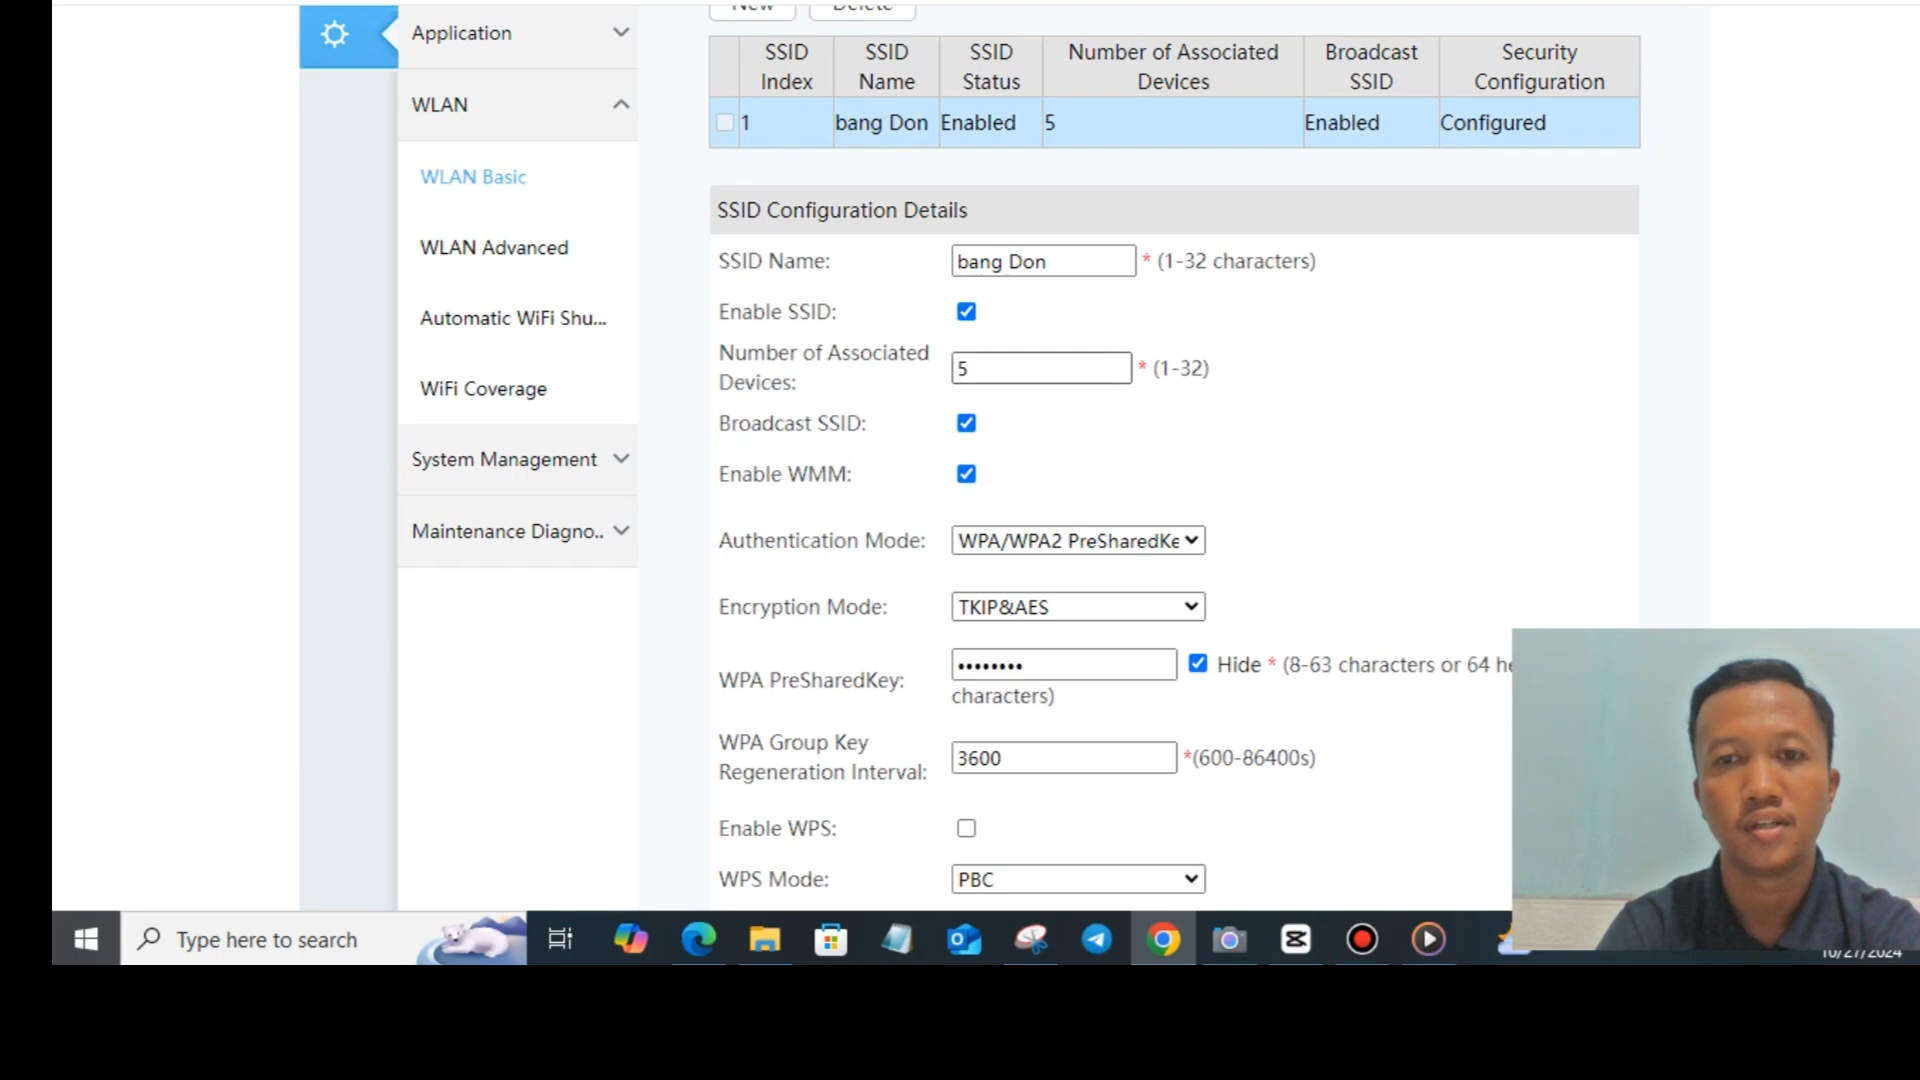 New Delete
Application
WLAN
WLAN Basic
WLAN Advanced
Automatic WiFi Shu...
WiFi Coverage
System Management
Maintenance Diagno..
SSID Index
SSID Name
SSID Status
Number of Associated Devices
Broadcast SSID
Security Configuration
1 bang Don Enabled 5 Enabled Configured
SSID Configuration Details
SSID Name: bang Don * (1-32 characters)
Enable SSID:
Number of Associated Devices: 5 * (1-32)
Broadcast SSID:
Enable WMM:
Authentication Mode: WPA/WPA2 PreSharedKe
Encryption Mode: TKIP&AES
WPA PreSharedKey: •••••••• Hide * (8-63 characters or 64 he
characters)
WPA Group Key
Regeneration Interval: 3600 *(600-86400s)
Enable WPS:
WPS Mode: PBC
Type here to search
10/27/2024